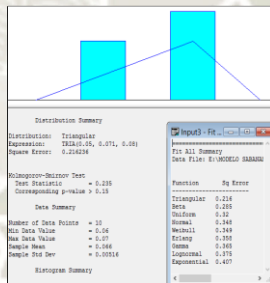 Distribution Summary
Distribution: Triangular
Expression: TRIA(0.05, 0.071, 0.08)
Square Error: 0.216236
Kolmogorov-Smirnov Test
Test Statistic = 0.235
Corresponding p-value > 0.15
Data Summary
Number of Data Points = 10
Min Data Value = 0.06
Max Data Value = 0.07
Sample Mean = 0.066
Sample Std Dev = 0.00516
Histogram Summary
Input3 - Fit ...
Fit All Summary
Data File: E:\MODELO SABANA
Function Sq Error
Triangular 0.216
Beta 0.285
Uniform 0.32
Normal 0.348
Weibull 0.349
Erlang 0.358
Gamma 0.365
Lognormal 0.375
Exponential 0.407